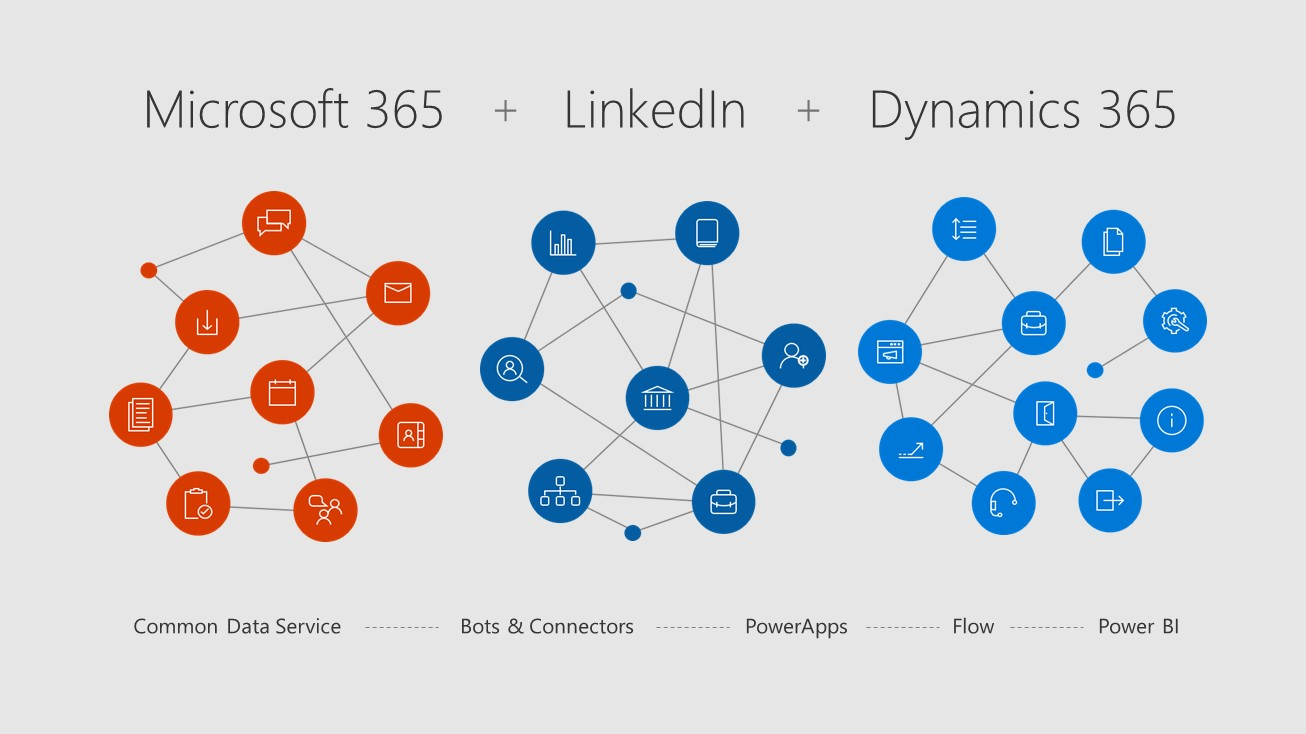 Microsoft 365 + LinkedIn + Dynamics 365
Common Data Service Bots & Connectors PowerApps Flow Power BI